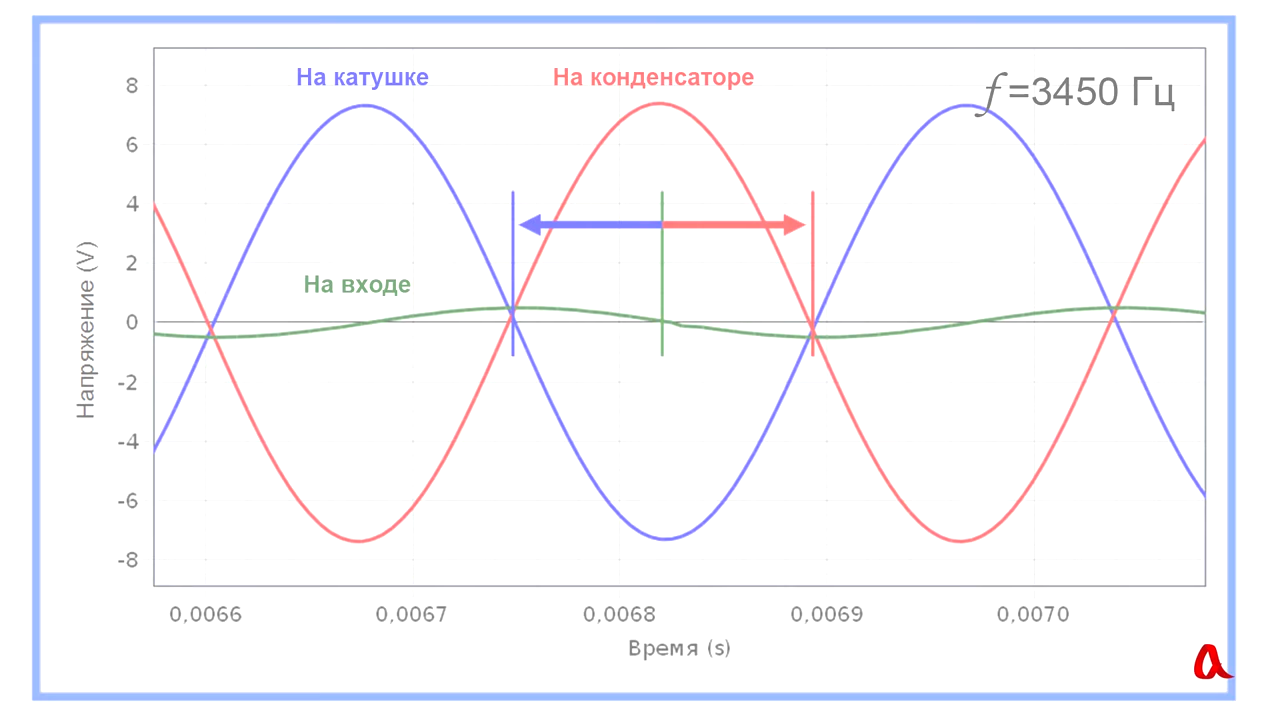 На катушке
На конденсаторе
f=3450 Гц
8
6
4
2
0
-2
-4
-6
-8
На входе
Напряжение (V)
0,0066 0,0067 0,0068 0,0069 0,0070
Время (s)
a